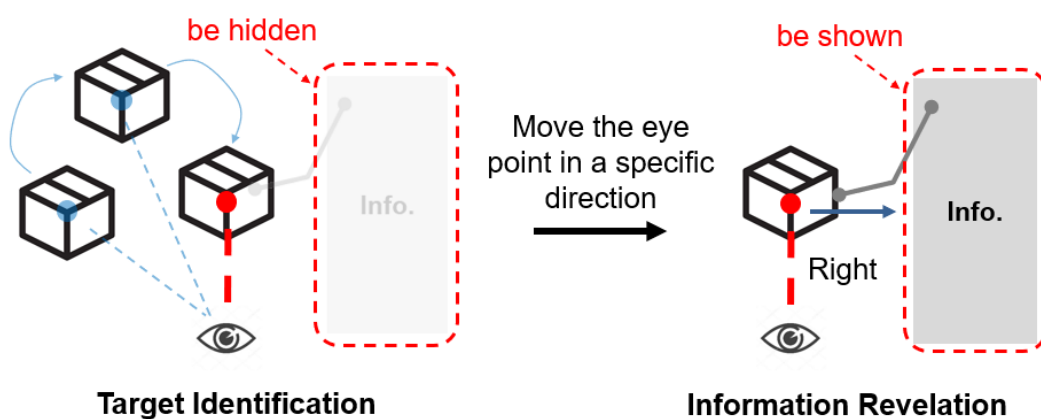 be hidden
Info.
Target Identification
Move the eye
point in a specific
direction
be shown
Info.
Right
Information Revelation